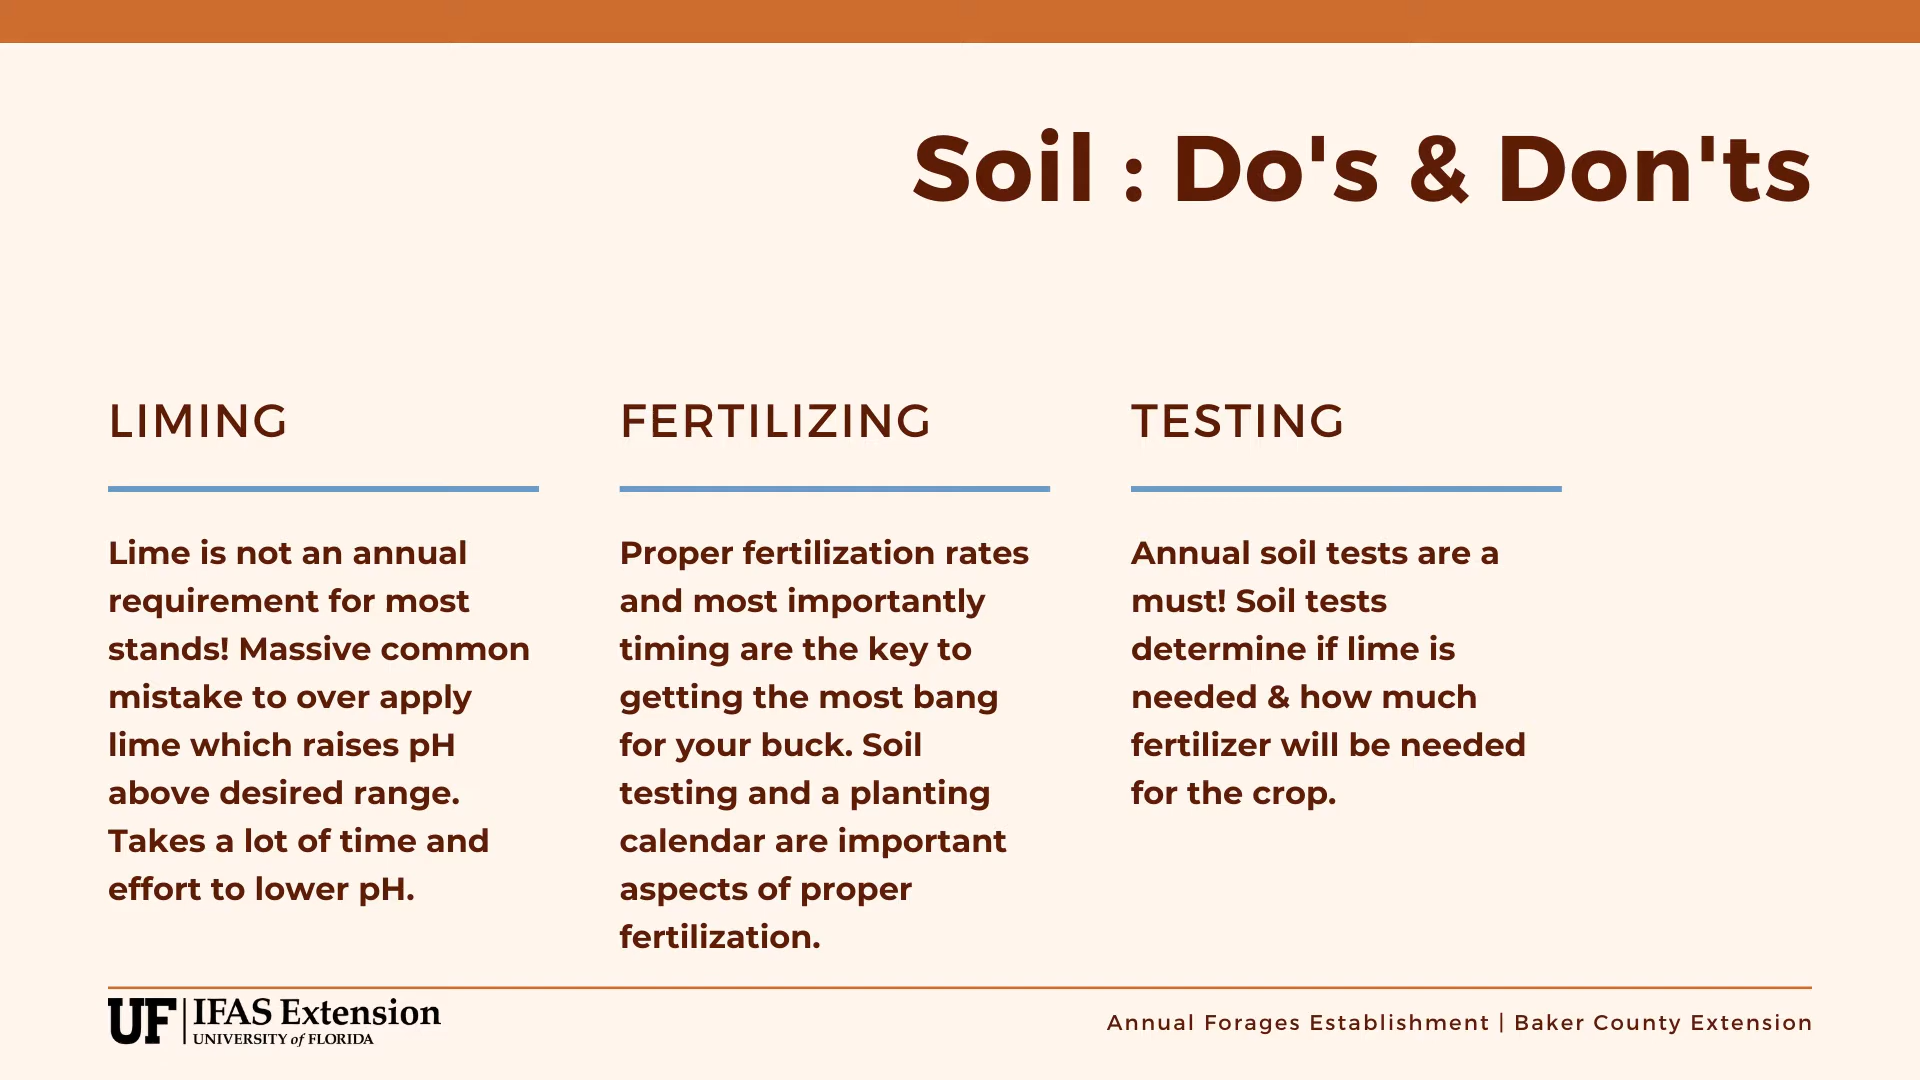 Soil : Do's & Don'ts
LIMING
Lime is not an annual
requirement for most
stands! Massive common
mistake to over apply
lime which raises pH
above desired range.
Takes a lot of time and
effort to lower pH.
FERTILIZING
Proper fertilization rates
and most importantly
timing are the key to
getting the most bang
for your buck. Soil
testing and a planting
calendar are important
aspects of proper
fertilization.
TESTING
Annual soil tests are a
must! Soil tests
determine if lime is
needed & how much
fertilizer will be needed
for the crop.
UF | IFAS Extension
UNIVERSITY of FLORIDA
Annual Forages Establishment | Baker County Extension